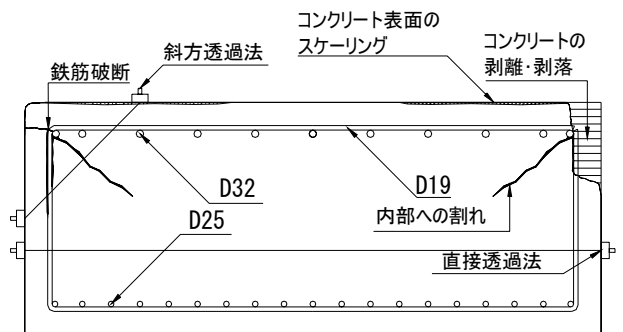 コンクリート表面の
スケーリング
コンクリートの
剥離・剥落
斜方透過法
鉄筋破断
D32
D19
D25
内部への割れ
直接透過法